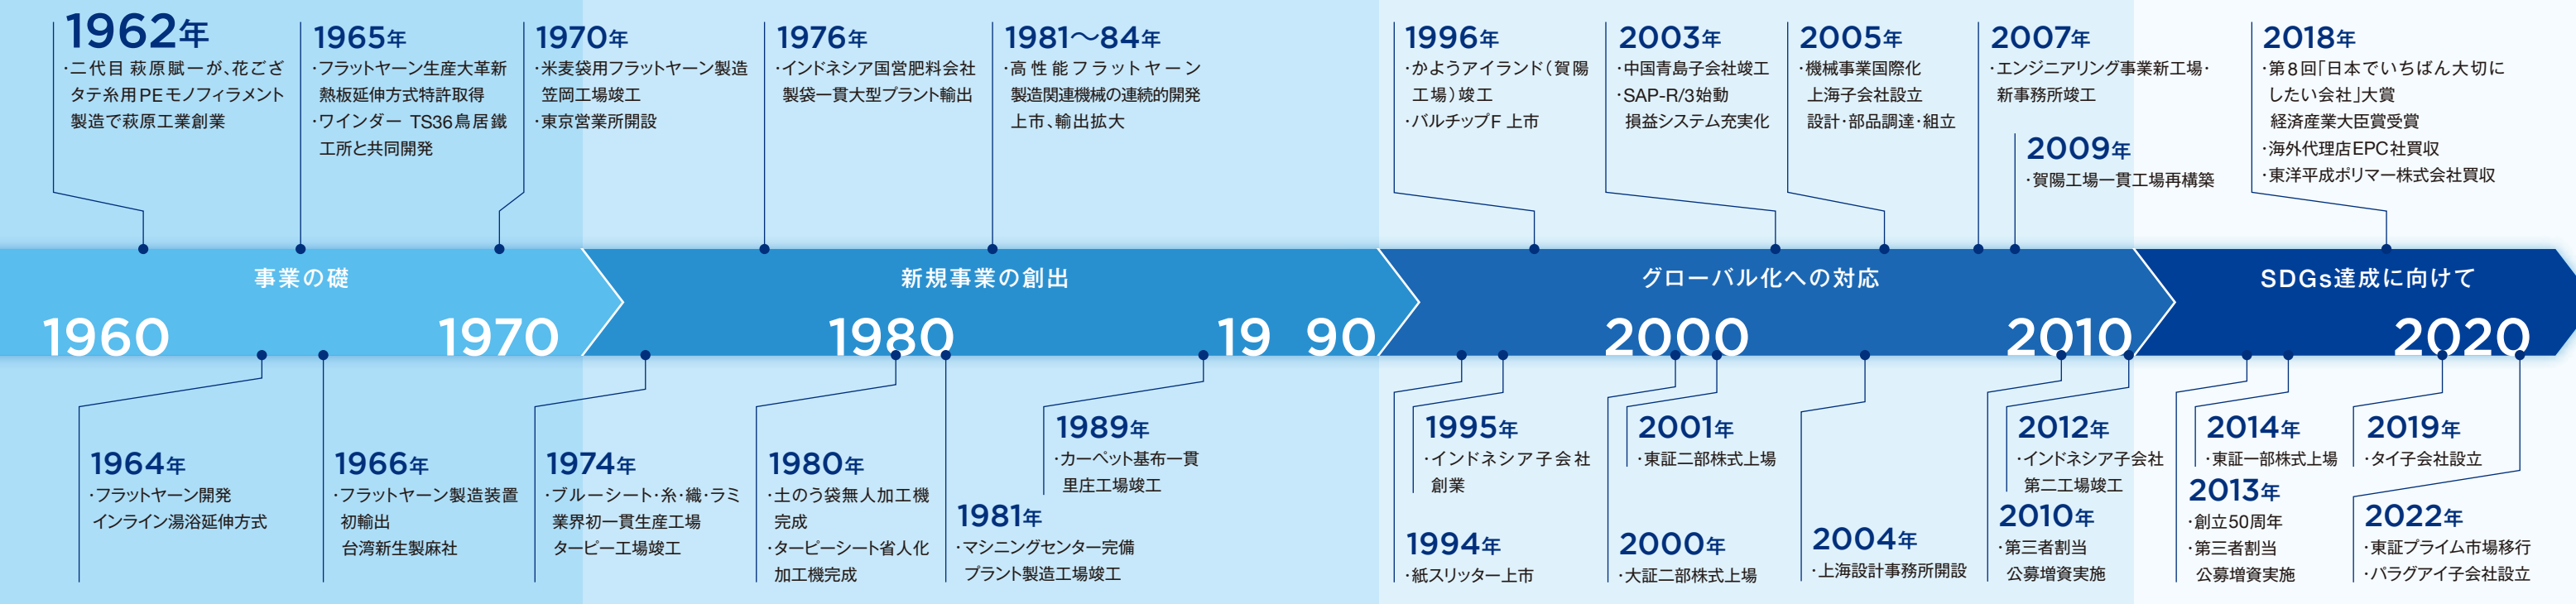 1962年
・二代目 萩原賦一が、花ござ
タテ糸用PEモノフィラメント
製造で萩原工業創業
1965年
・フラットヤーン生産大革新
熱板延伸方式特許取得
・ワインダー TS36鳥居鐵
工所と共同開発
1970年
・米麦袋用フラットヤーン製造
笠岡工場竣工
・東京営業所開設
1976年
・インドネシア国営肥料会社
製袋一貫大型プラント輸出
1981〜84年
・高性能フラットヤーン
製造関連機械の連続的開発
上市、輸出拡大
1996年
・かようアイランド(賀陽
工場)竣工
・バルチップF 上市
2003年
・中国青島子会社竣工
・SAP-R/3始動
損益システム充実化
2005年
・機械事業国際化
上海子会社設立
設計・部品調達・組立
2007年
・エンジニアリング事業新工場・
新事務所竣工
2009年
・賀陽工場一貫工場再構築
2018年
・第8回「日本でいちばん大切に
したい会社」大賞
経済産業大臣賞受賞
・海外代理店EPC社買収
・東洋平成ポリマー株式会社買収
事業の礎
新規事業の創出
グローバル化への対応
SDGs達成に向けて
1960
1970
1980
19 90
2000
2010
2020
1964年
・フラットヤーン開発
インライン湯浴延伸方式
1966年
・フラットヤーン製造装置
初輸出
台湾新生製麻社
1974年
・ブルーシート・糸・織・ラミ
業界初一貫生産工場
ターピー工場竣工
1980年
・土のう袋無人加工機
完成
・ターピーシート省人化
加工機完成
1981年
・マシニングセンター完備
プラント製造工場竣工
1989年
・カーペット基布一貫
里庄工場竣工
1995年
・インドネシア子会社
創業
1994年
・紙スリッター上市
2001年
・東証二部株式上場
2000年
・大証二部株式上場
2004年
・上海設計事務所開設
2012年
・インドネシア子会社
第二工場竣工
2010年
・第三者割当
公募増資実施
2014年
・東証一部株式上場
2013年
・創立50周年
・第三者割当
公募増資実施
2019年
・タイ子会社設立
2022年
・東証プライム市場移行
・パラグアイ子会社設立